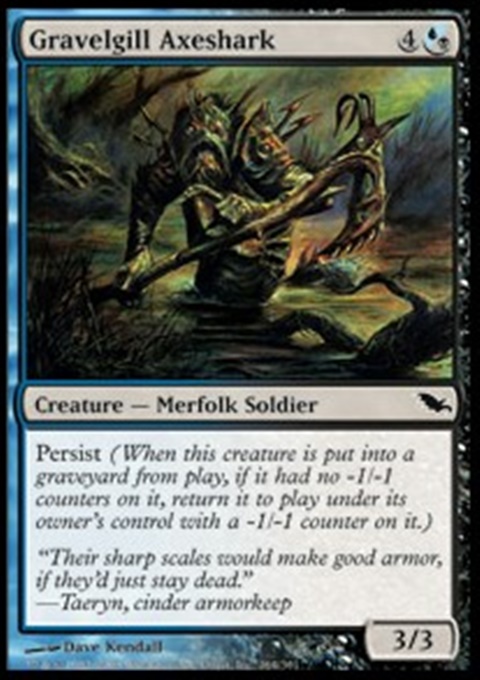 Gravelgill Axeshark 4
Creature — Merfolk Soldier
Persist (When this creature is put into a
graveyard from play, if it had no -1/-1
counters on it, return it to play under its
owner's control with a -1/-1 counter on it.)
"Their sharp scales would make good armor,
if they'd just stay dead."
—Taeryn, cinder armorkeep
Dave Kendall
3/3